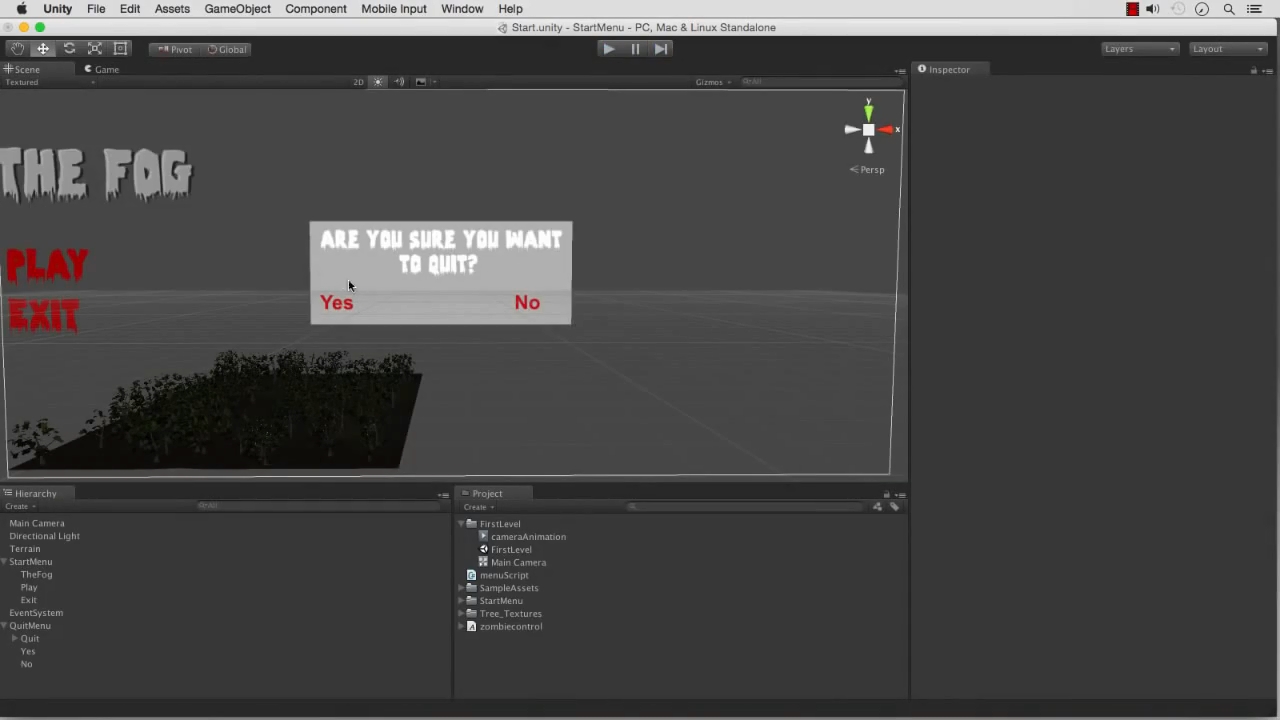 Unity File Edit Assets GameObject Component Mobile Input Window Help
Start.unity - StartMenu - PC, Mac & Linux Standalone
Pivot Global Layers Layout
Scene Game Inspector
Textured 2D Gizmos All
y
x
Persp
THE FOG
ARE YOU SURE YOU WANT
TO QUIT?
PLAY
Yes No
EXIT
Hierarchy
Create All
Main Camera
Directional Light
Terrain
StartMenu
TheFog
Play
Exit
EventSystem
QuitMenu
Quit
Yes
No
Project
Create
FirstLevel
cameraAnimation
FirstLevel
Main Camera
menuScript
SampleAssets
StartMenu
Tree_Textures
zombiecontrol